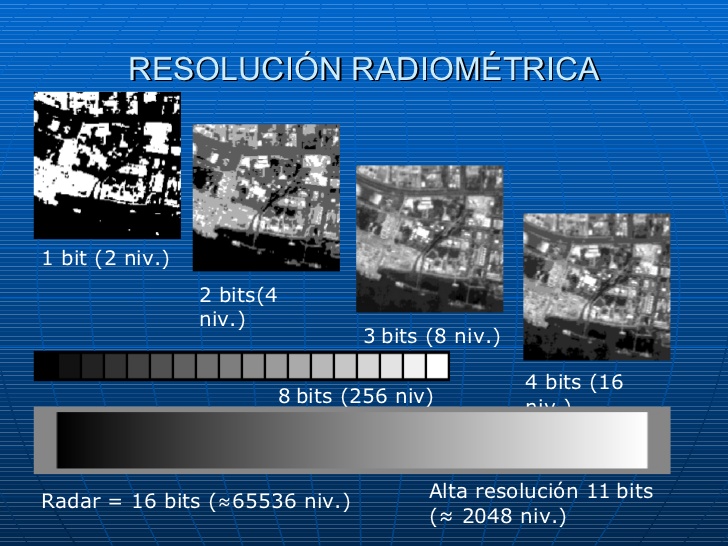 RESOLUCIÓN RADIOMÉTRICA
1 bit (2 niv.)
2 bits(4
niv.)
3 bits (8 niv.)
4 bits (16
niv.)
8 bits (256 niv)
Radar = 16 bits (≈65536 niv.)
Alta resolución 11 bits
(≈ 2048 niv.)